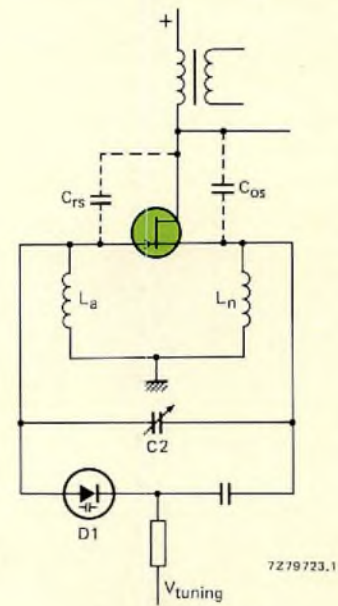 +
Crs
Cos
La
Ln
C2
D1
7Z79723.1
Vtuning